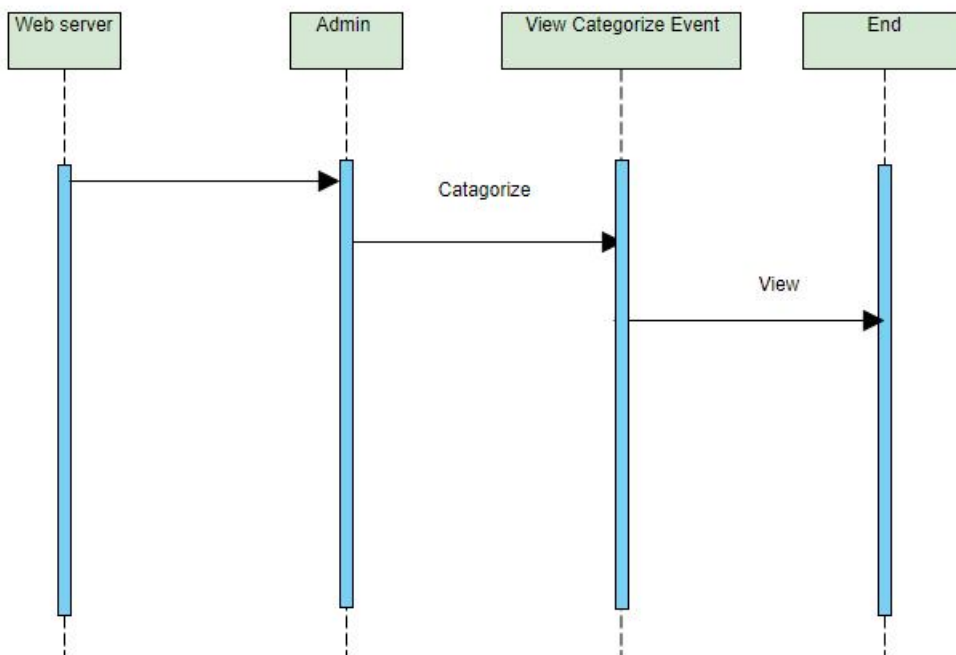 Web server
Admin
View Categorize Event
End
Catagorize
View